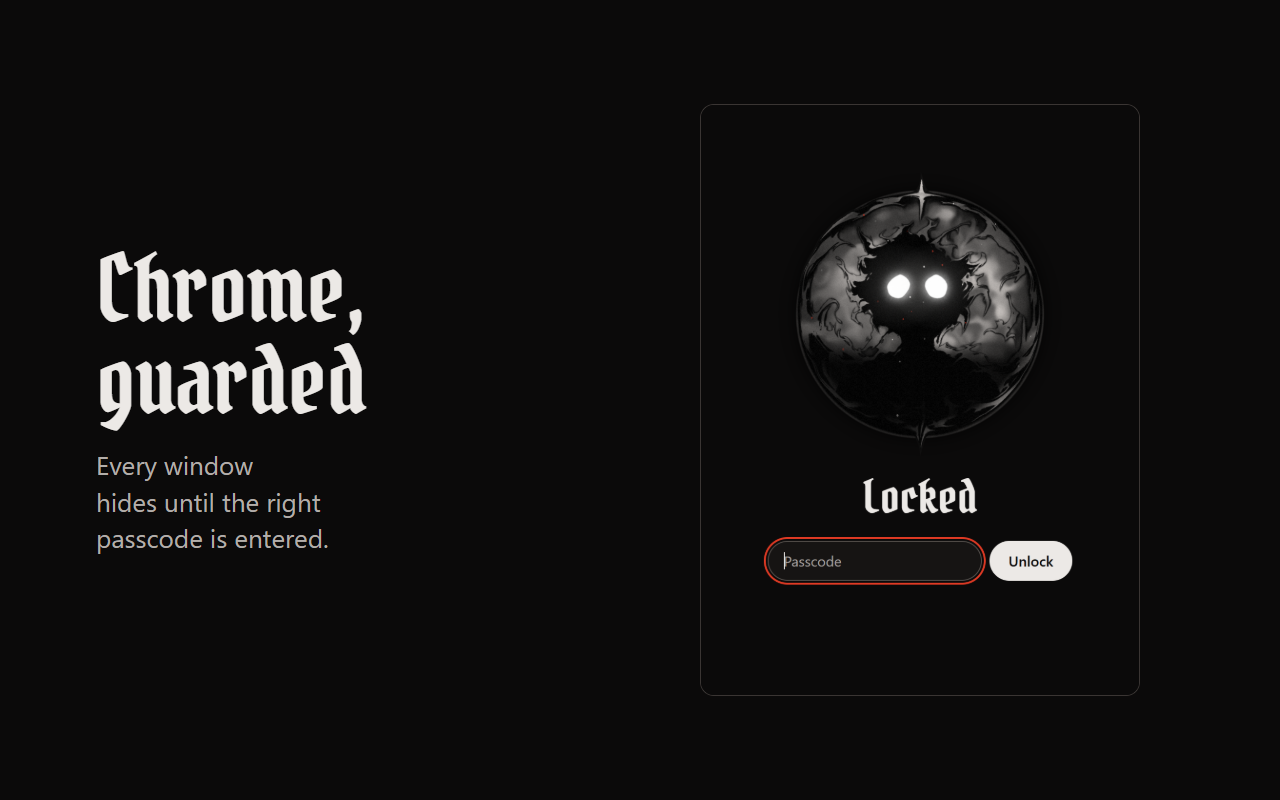 Chrome,
guarded
Every window
hides until the right
passcode is entered.
Locked
Passcode
Unlock